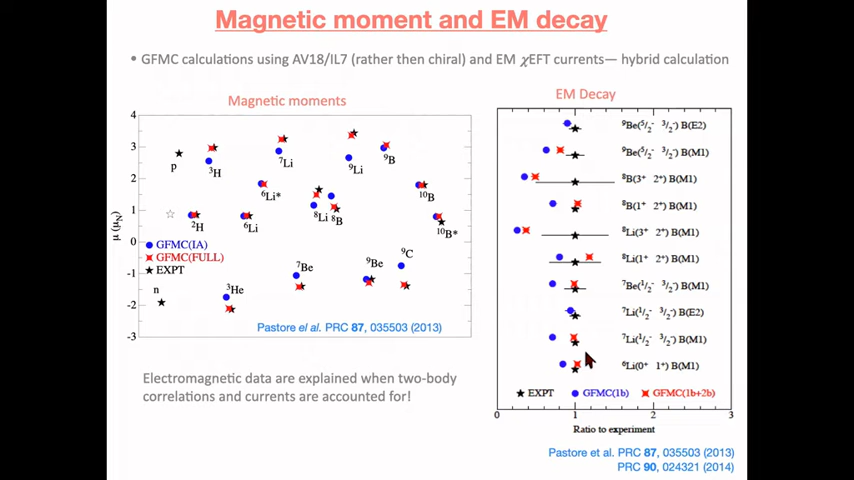 Magnetic moment and EM decay
• GFMC calculations using AV18/IL7 (rather then chiral) and EM χEFT currents— hybrid calculation
Magnetic moments
4
3
2
1
0
-1
-2
-3
μ (μN)
p
n
2H
3H
3He
6Li
6Li*
7Li
7Be
8Li
8B
9Li
9Be
9B
9C
10B
10B*
GFMC(IA)
GFMC(FULL)
EXPT
Pastore et al. PRC 87, 035503 (2013)
Electromagnetic data are explained when two-body
correlations and currents are accounted for!
EM Decay
9Be(5/2- 3/2-) B(E2)
9Be(5/2- 3/2-) B(M1)
8B(3+ 2+) B(M1)
8B(1+ 2+) B(M1)
8Li(3+ 2+) B(M1)
8Li(1+ 2+) B(M1)
7Be(1/2- 3/2-) B(M1)
7Li(1/2- 3/2-) B(E2)
7Li(1/2- 3/2-) B(M1)
6Li(0+ 1+) B(M1)
EXPT GFMC(1b) GFMC(1b+2b)
0 1 2 3
Ratio to experiment
Pastore et al. PRC 87, 035503 (2013)
PRC 90, 024321 (2014)